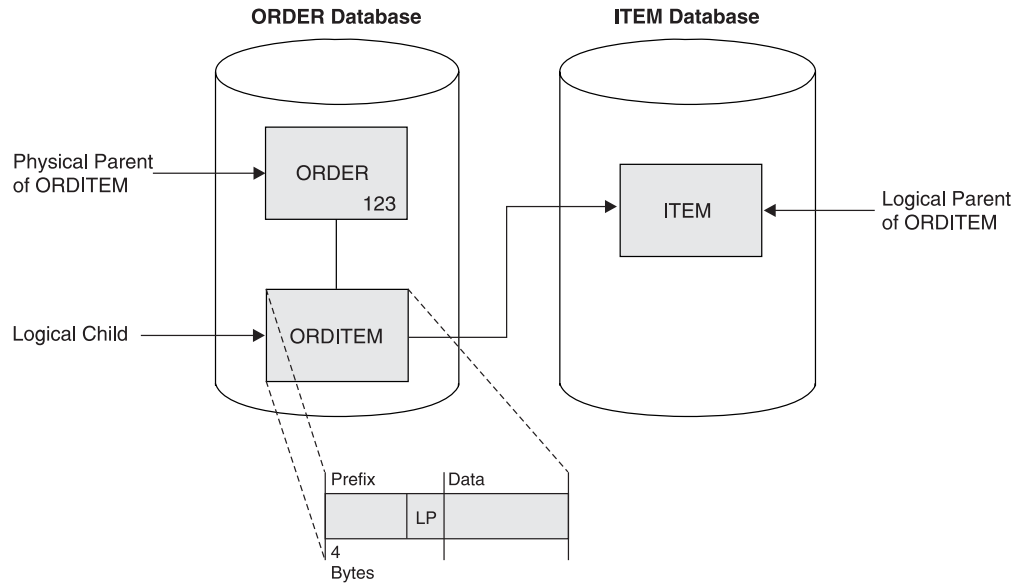 ORDER Database
ITEM Database
Physical Parent
of ORDITEM
ORDER
123
ITEM
Logical Parent
of ORDITEM
Logical Child
ORDITEM
Prefix
Data
LP
4
Bytes